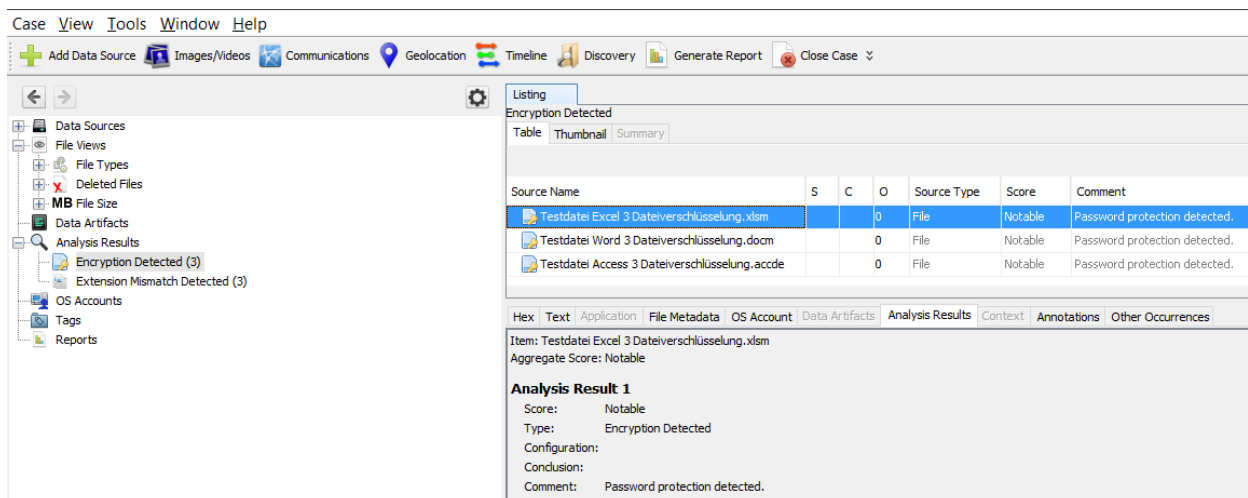 Case View Tools Window Help
Add Data Source Images/Videos Communications Geolocation Timeline Discovery Generate Report Close Case
Data Sources
File Views
File Types
Deleted Files
MB File Size
Data Artifacts
Analysis Results
Encryption Detected (3)
Extension Mismatch Detected (3)
OS Accounts
Tags
Reports
Listing
Encryption Detected
Table Thumbnail Summary
Source Name S C O Source Type Score Comment
Testdatei Excel 3 Dateiverschlüsselung.xlsm 0 File Notable Password protection detected.
Testdatei Word 3 Dateiverschlüsselung.docm 0 File Notable Password protection detected.
Testdatei Access 3 Dateiverschlüsselung.accde 0 File Notable Password protection detected.
Hex Text Application File Metadata OS Account Data Artifacts Analysis Results Context Annotations Other Occurrences
Item: Testdatei Excel 3 Dateiverschlüsselung.xlsm
Aggregate Score: Notable
Analysis Result 1
Score: Notable
Type: Encryption Detected
Configuration:
Conclusion:
Comment: Password protection detected.